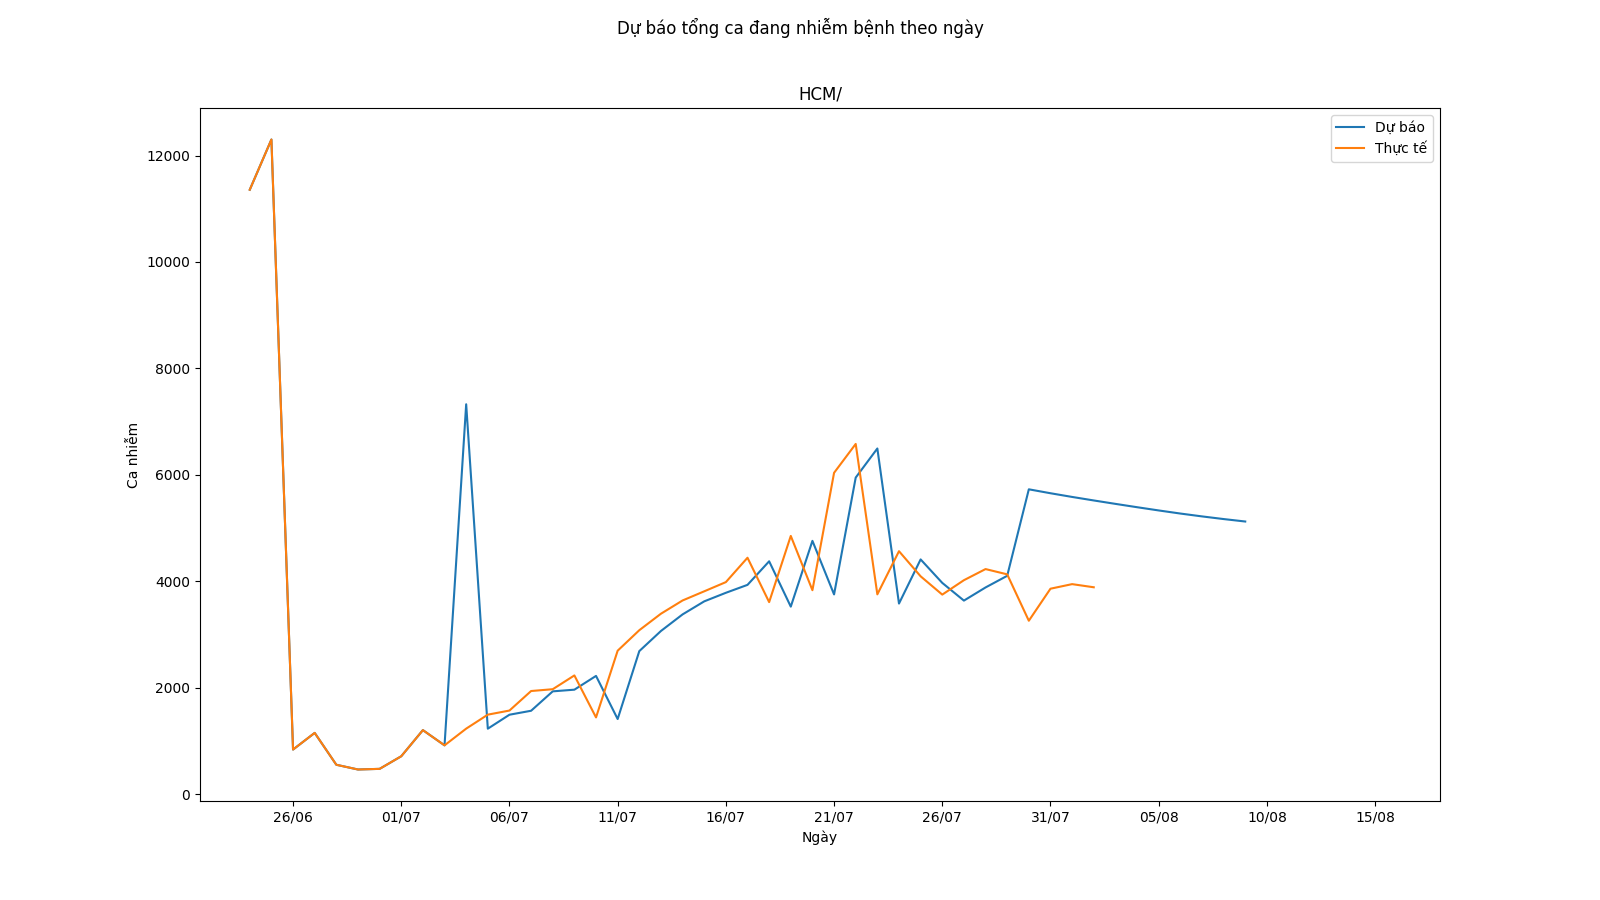 Dự báo tổng ca đang nhiễm bệnh theo ngày
HCM/
Dự báo
Thực tế
Ca nhiễm
12000
10000
8000
6000
4000
2000
0
26/06 01/07 06/07 11/07 16/07 21/07 26/07 31/07 05/08 10/08 15/08
Ngày